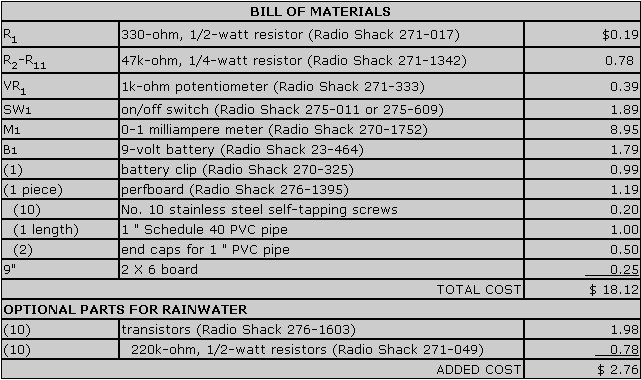 BILL OF MATERIALS
R1 330-ohm, 1/2-watt resistor (Radio Shack 271-017) $0.19
R2-R11 47k-ohm, 1/4-watt resistor (Radio Shack 271-1342) 0.78
VR1 1k-ohm potentiometer (Radio Shack 271-333) 0.39
SW1 on/off switch (Radio Shack 275-011 or 275-609) 1.89
M1 0-1 milliampere meter (Radio Shack 270-1752) 8.95
B1 9-volt battery (Radio Shack 23-464) 1.79
(1) battery clip (Radio Shack 270-325) 0.99
(1 piece) perfboard (Radio Shack 276-1395) 1.19
(10) No. 10 stainless steel self-tapping screws 0.20
(1 length) 1 " Schedule 40 PVC pipe 1.00
(2) end caps for 1 " PVC pipe 0.50
9" 2 X 6 board 0.25
TOTAL COST $ 18.12
OPTIONAL PARTS FOR RAINWATER
(10) transistors (Radio Shack 276-1603) 1.98
(10) 220k-ohm, 1/2-watt resistors (Radio Shack 271-049) 0.78
ADDED COST $ 2.76